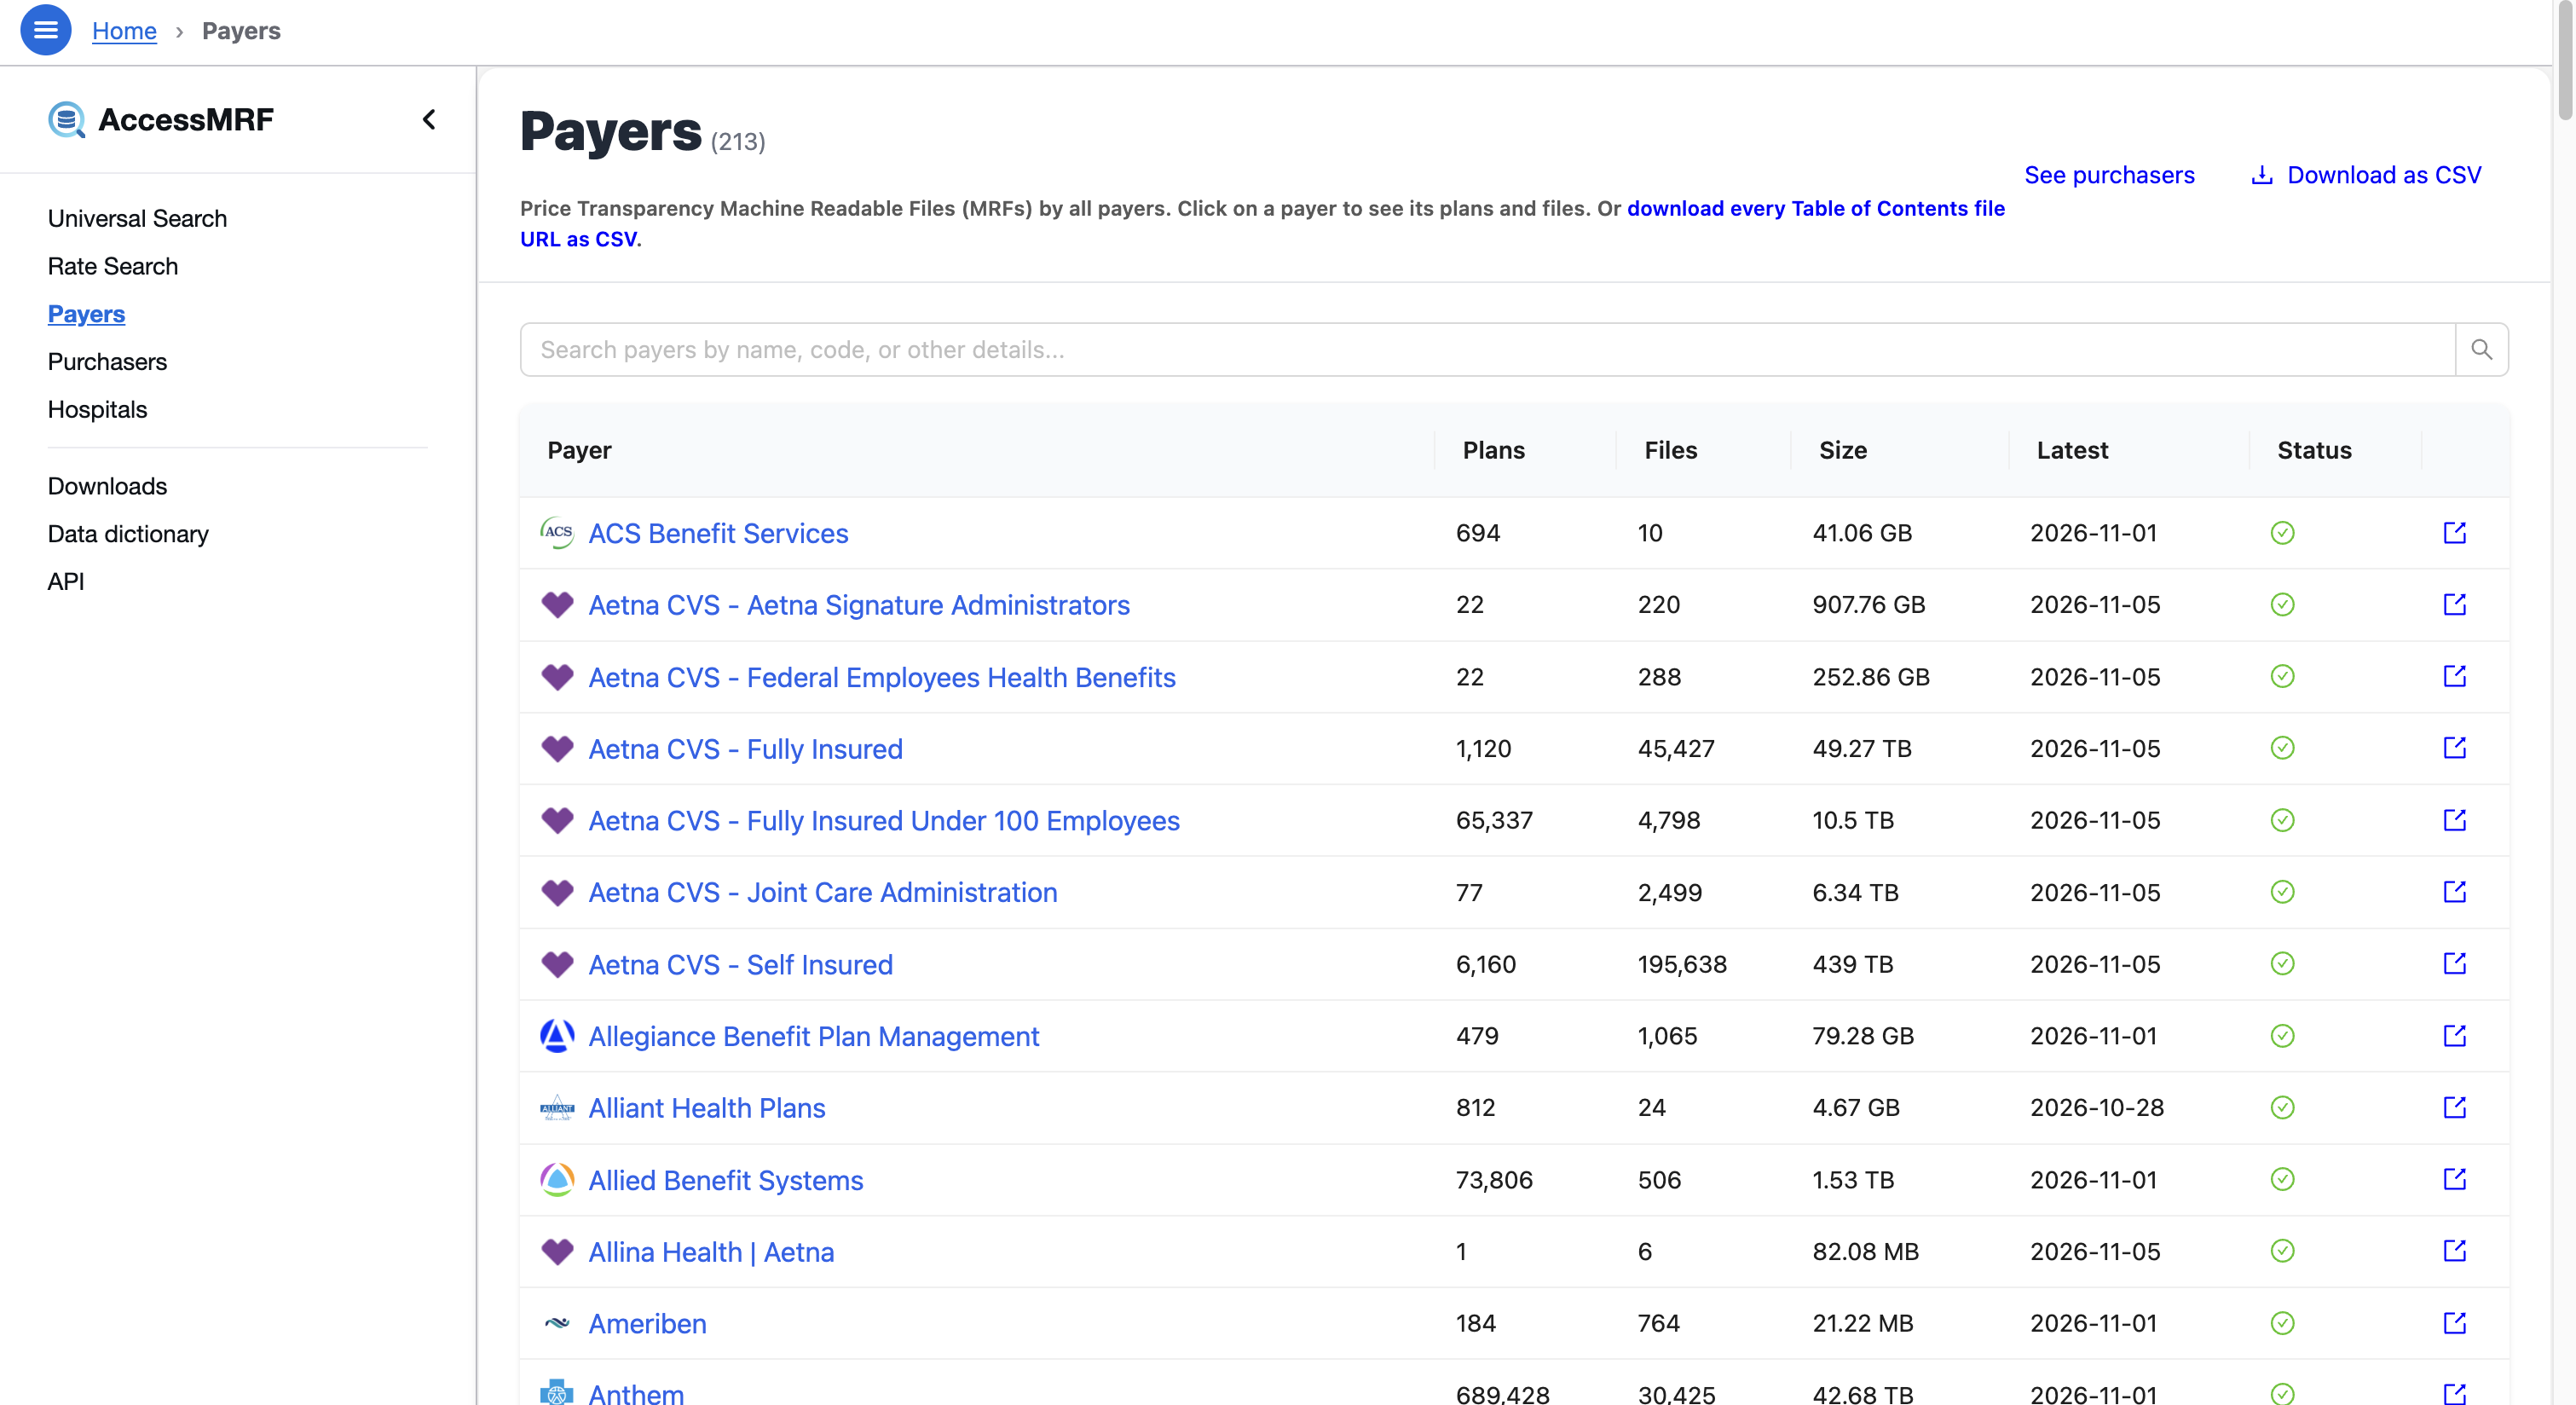 Home › Payers
AccessMRF
Universal Search
Rate Search
Payers
Purchasers
Hospitals
Downloads
Data dictionary
API
Payers (213)
See purchasers Download as CSV
Price Transparency Machine Readable Files (MRFs) by all payers. Click on a payer to see its plans and files. Or download every Table of Contents file
URL as CSV.
Search payers by name, code, or other details...
Payer Plans Files Size Latest Status
ACS ACS Benefit Services 694 10 41.06 GB 2026-11-01
Aetna CVS - Aetna Signature Administrators 22 220 907.76 GB 2026-11-05
Aetna CVS - Federal Employees Health Benefits 22 288 252.86 GB 2026-11-05
Aetna CVS - Fully Insured 1,120 45,427 49.27 TB 2026-11-05
Aetna CVS - Fully Insured Under 100 Employees 65,337 4,798 10.5 TB 2026-11-05
Aetna CVS - Joint Care Administration 77 2,499 6.34 TB 2026-11-05
Aetna CVS - Self Insured 6,160 195,638 439 TB 2026-11-05
Allegiance Benefit Plan Management 479 1,065 79.28 GB 2026-11-01
ALLIANT Alliant Health Plans 812 24 4.67 GB 2026-10-28
Allied Benefit Systems 73,806 506 1.53 TB 2026-11-01
Allina Health | Aetna 1 6 82.08 MB 2026-11-05
Ameriben 184 764 21.22 MB 2026-11-01
Anthem 689,428 30,425 42.68 TB 2026-11-01